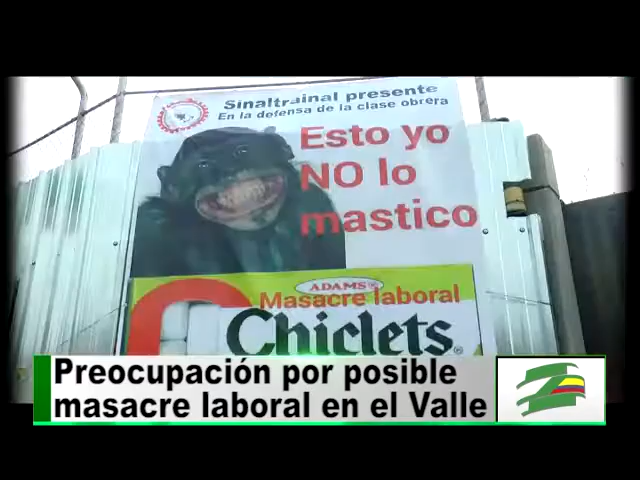 Sinaltrainal presente
En la defensa de la clase obrera
Esto yo
NO lo
mastico
ADAMS®
Masacre laboral
Chiclets®
Preocupación por posible
masacre laboral en el Valle